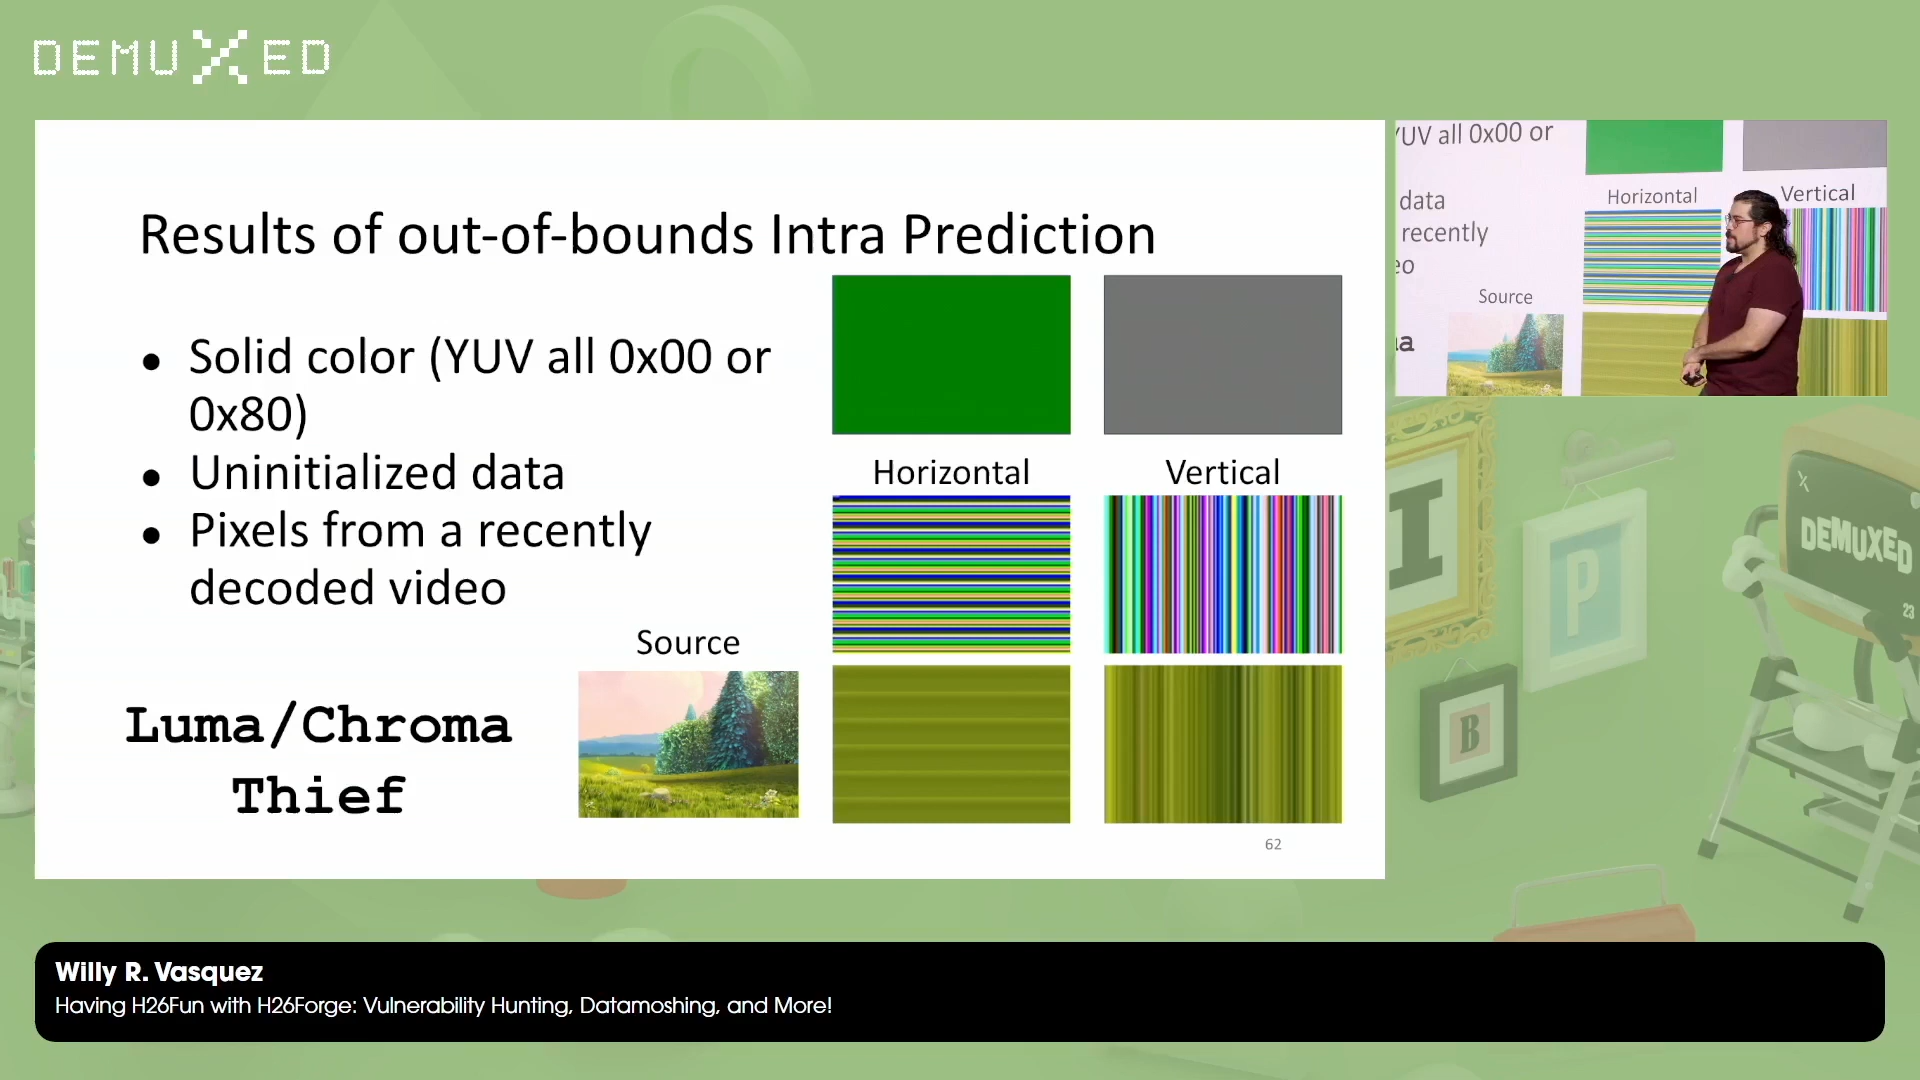 DEMUXED
Results of out-of-bounds Intra Prediction
● Solid color (YUV all 0x00 or
0x80)
● Uninitialized data
● Pixels from a recently
decoded video
Horizontal
Vertical
Source
Luma/Chroma
Thief
62
YUV all 0x00 or
data
recently
eo
Horizontal
Vertical
Source
a
I
P
B
DEMUXED
23
Willy R. Vasquez
Having H26Fun with H26Forge: Vulnerability Hunting, Datamoshing, and More!